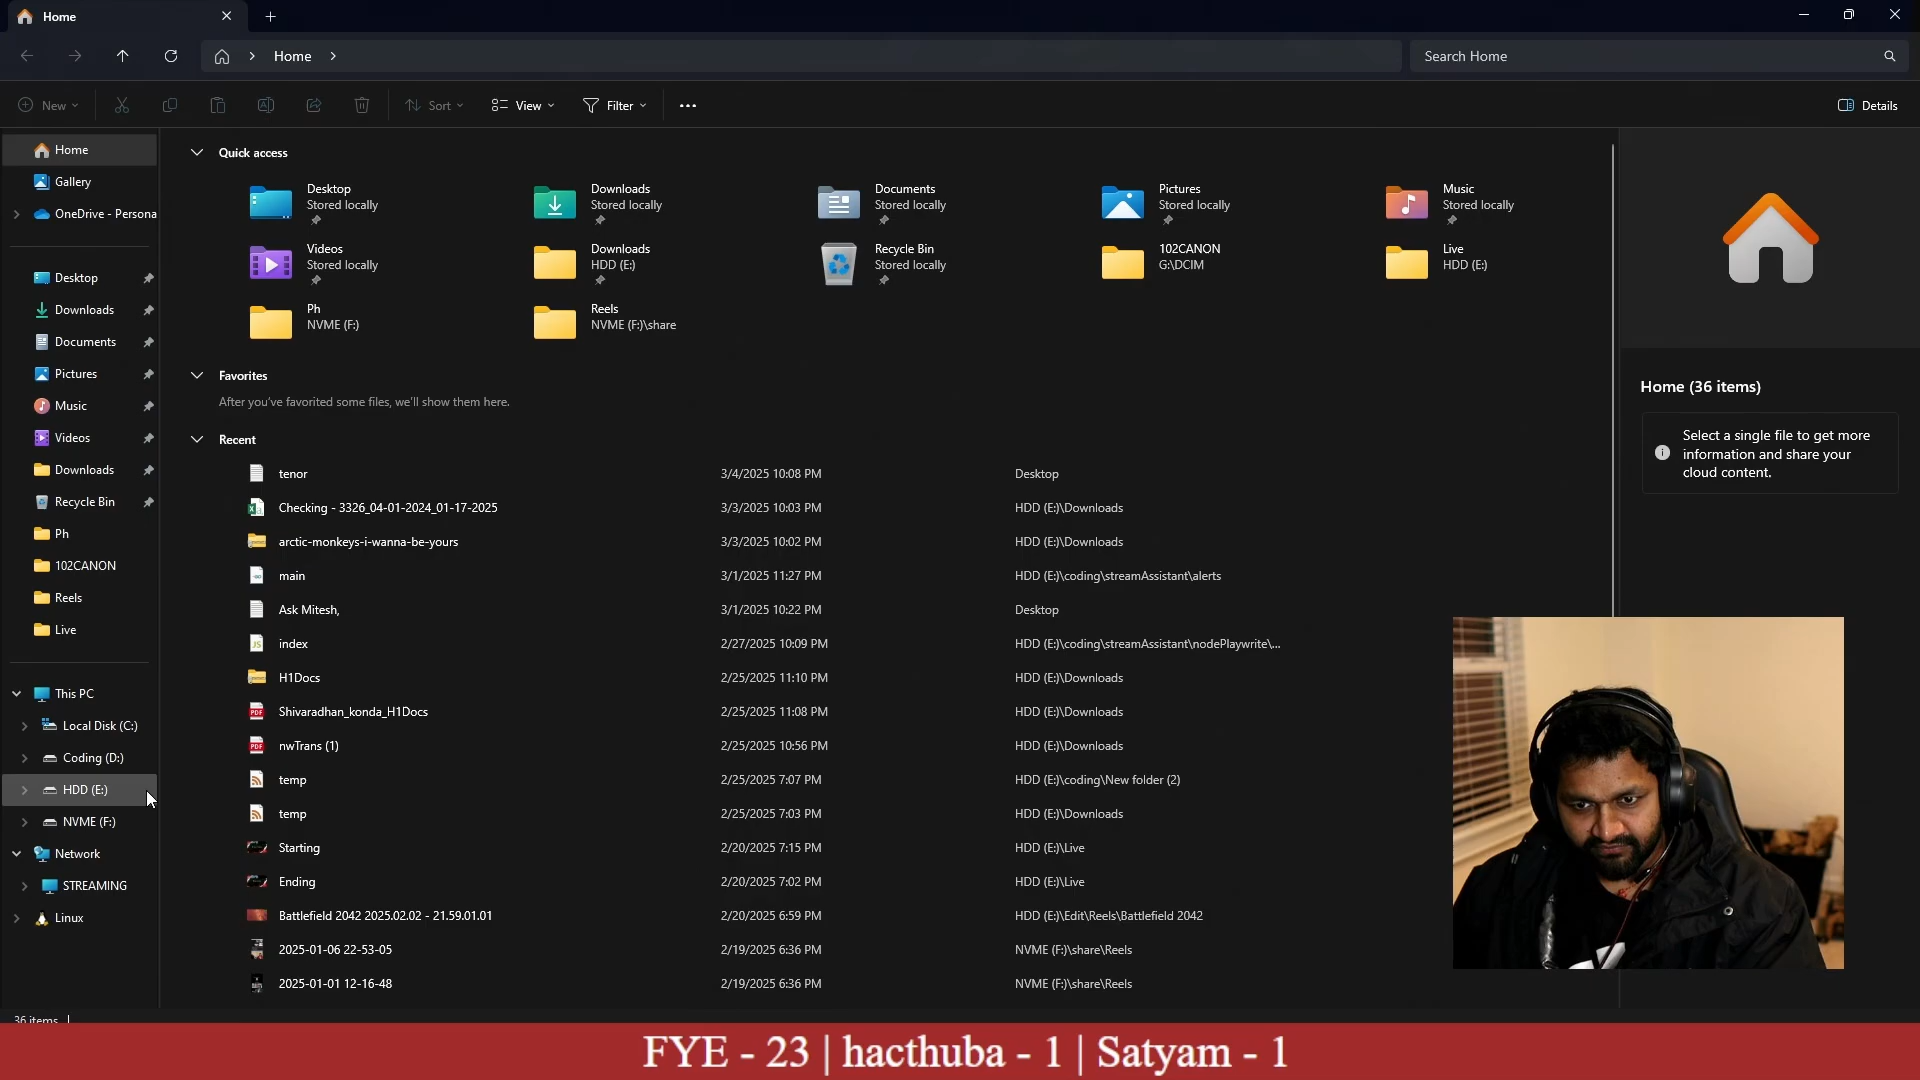 Home
Home
Search Home
New
Sort
View
Filter
Details
Home
Gallery
OneDrive - Persona
Desktop
Downloads
Documents
Pictures
Music
Videos
Downloads
Recycle Bin
Ph
102CANON
Reels
Live
This PC
Local Disk (C:)
Coding (D:)
HDD (E:)
NVME (F:)
Network
STREAMING
Linux
36 items
Quick access
Desktop
Stored locally
Downloads
Stored locally
Documents
Stored locally
Pictures
Stored locally
Music
Stored locally
Videos
Stored locally
Downloads
HDD (E:)
Recycle Bin
Stored locally
102CANON
G:\DCIM
Live
HDD (E:)
Ph
NVME (F:)
Reels
NVME (F:)\share
Favorites
After you've favorited some files, we'll show them here.
Recent
tenor 3/4/2025 10:08 PM Desktop
Checking - 3326_04-01-2024_01-17-2025 3/3/2025 10:03 PM HDD (E:)\Downloads
arctic-monkeys-i-wanna-be-yours 3/3/2025 10:02 PM HDD (E:)\Downloads
main 3/1/2025 11:27 PM HDD (E:)\coding\streamAssistant\alerts
Ask Mitesh, 3/1/2025 10:22 PM Desktop
index 2/27/2025 10:09 PM HDD (E:)\coding\streamAssistant\nodePlaywrite\...
H1Docs 2/25/2025 11:10 PM HDD (E:)\Downloads
Shivaradhan_konda_H1Docs 2/25/2025 11:08 PM HDD (E:)\Downloads
nwTrans (1) 2/25/2025 10:56 PM HDD (E:)\Downloads
temp 2/25/2025 7:07 PM HDD (E:)\coding\New folder (2)
temp 2/25/2025 7:03 PM HDD (E:)\Downloads
Starting 2/20/2025 7:15 PM HDD (E:)\Live
Ending 2/20/2025 7:02 PM HDD (E:)\Live
Battlefield 2042 2025.02.02 - 21.59.01.01 2/20/2025 6:59 PM HDD (E:)\Edit\Reels\Battlefield 2042
2025-01-06 22-53-05 2/19/2025 6:36 PM NVME (F:)\share\Reels
2025-01-01 12-16-48 2/19/2025 6:36 PM NVME (F:)\share\Reels
Home (36 items)
Select a single file to get more
information and share your
cloud content.
FYE - 23 | hacthuba - 1 | Satyam - 1